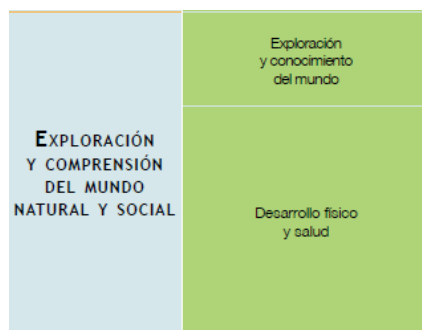 EXPLORACIÓN
Y COMPRENSIÓN
DEL MUNDO
NATURAL Y SOCIAL
Exploración
y conocimiento
del mundo
Desarrollo físico
y salud